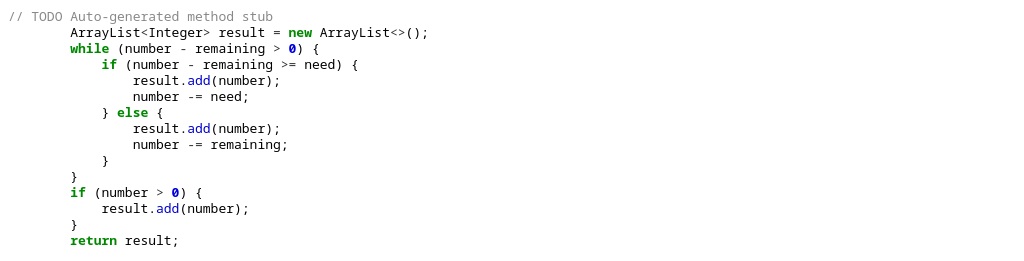 // TODO Auto-generated method stub
        ArrayList<Integer> result = new ArrayList<>();
        while (number - remaining > 0) {
            if (number - remaining >= need) {
                result.add(number);
                number -= need;
            } else {
                result.add(number);
                number -= remaining;
            }
        }
        if (number > 0) {
            result.add(number);
        }
        return result;